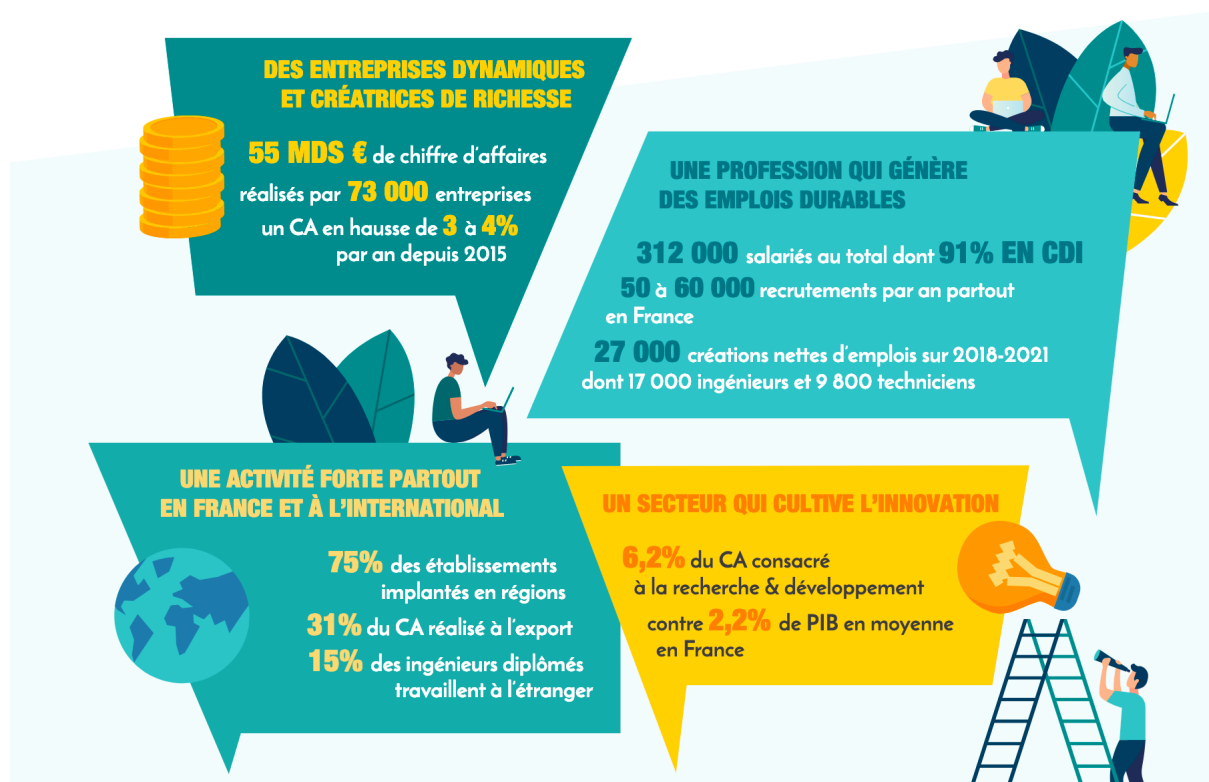 DES ENTREPRISES DYNAMIQUES
ET CRÉATRICES DE RICHESSE
55 MDS € de chiffre d'affaires
réalisés par 73 000 entreprises
un CA en hausse de 3 à 4%
par an depuis 2015
UNE PROFESSION QUI GÉNÈRE
DES EMPLOIS DURABLES
312 000 salariés au total dont 91% EN CDI
50 à 60 000 recrutements par an partout
en France
27 000 créations nettes d'emplois sur 2018-2021
dont 17 000 ingénieurs et 9 800 techniciens
UNE ACTIVITÉ FORTE PARTOUT
EN FRANCE ET À L'INTERNATIONAL
75% des établissements
implantés en régions
31% du CA réalisé à l'export
15% des ingénieurs diplômés
travaillent à l'étranger
UN SECTEUR QUI CULTIVE L'INNOVATION
6,2% du CA consacré
à la recherche & développement
contre 2,2% de PIB en moyenne
en France